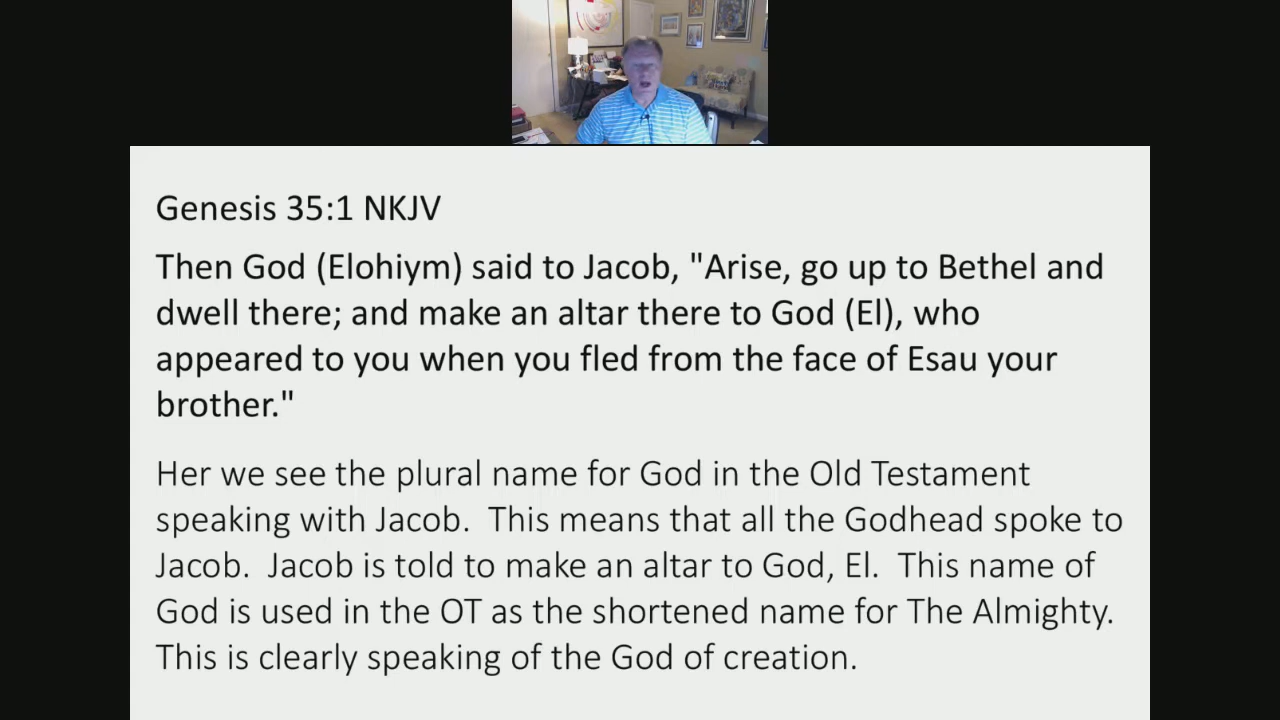 Genesis 35:1 NKJV
Then God (Elohiym) said to Jacob, "Arise, go up to Bethel and
dwell there; and make an altar there to God (El), who
appeared to you when you fled from the face of Esau your
brother."
Her we see the plural name for God in the Old Testament
speaking with Jacob.  This means that all the Godhead spoke to
Jacob.  Jacob is told to make an altar to God, El.  This name of
God is used in the OT as the shortened name for The Almighty.
This is clearly speaking of the God of creation.